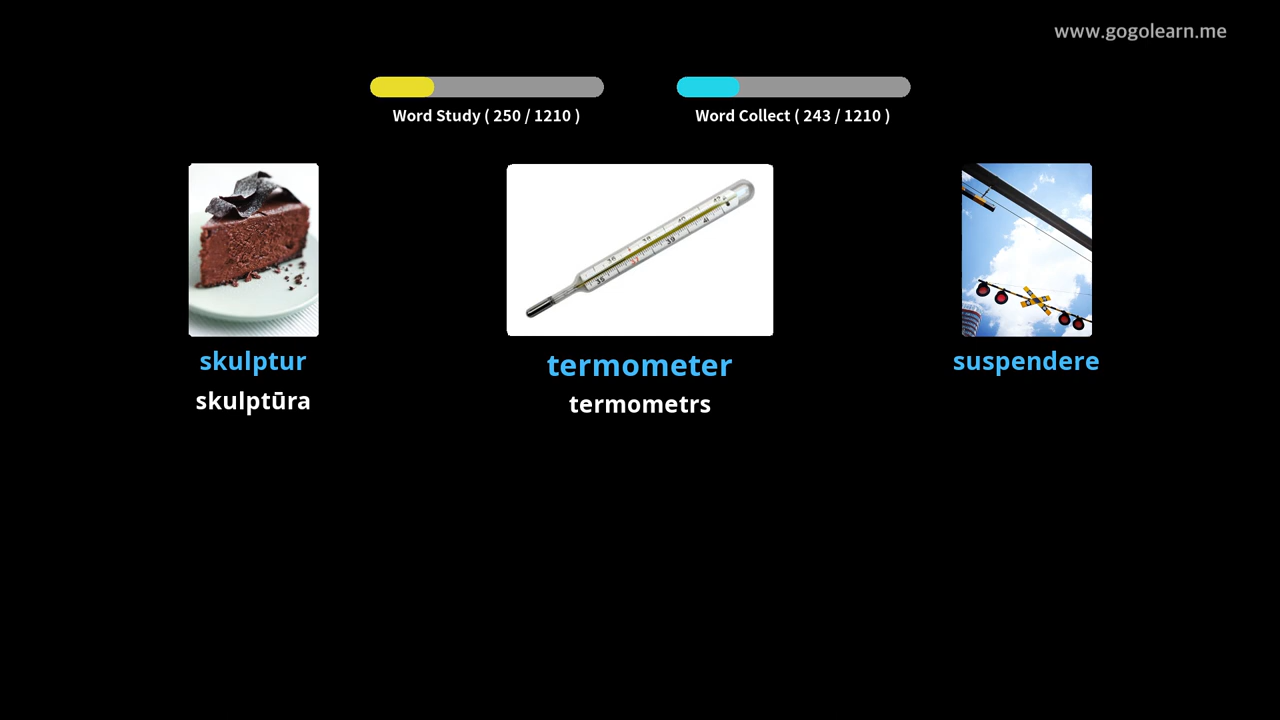 www.gogolearn.me
Word Study ( 250 / 1210 )
Word Collect ( 243 / 1210 )
skulptur
skulptūra
termometer
termometrs
suspendere